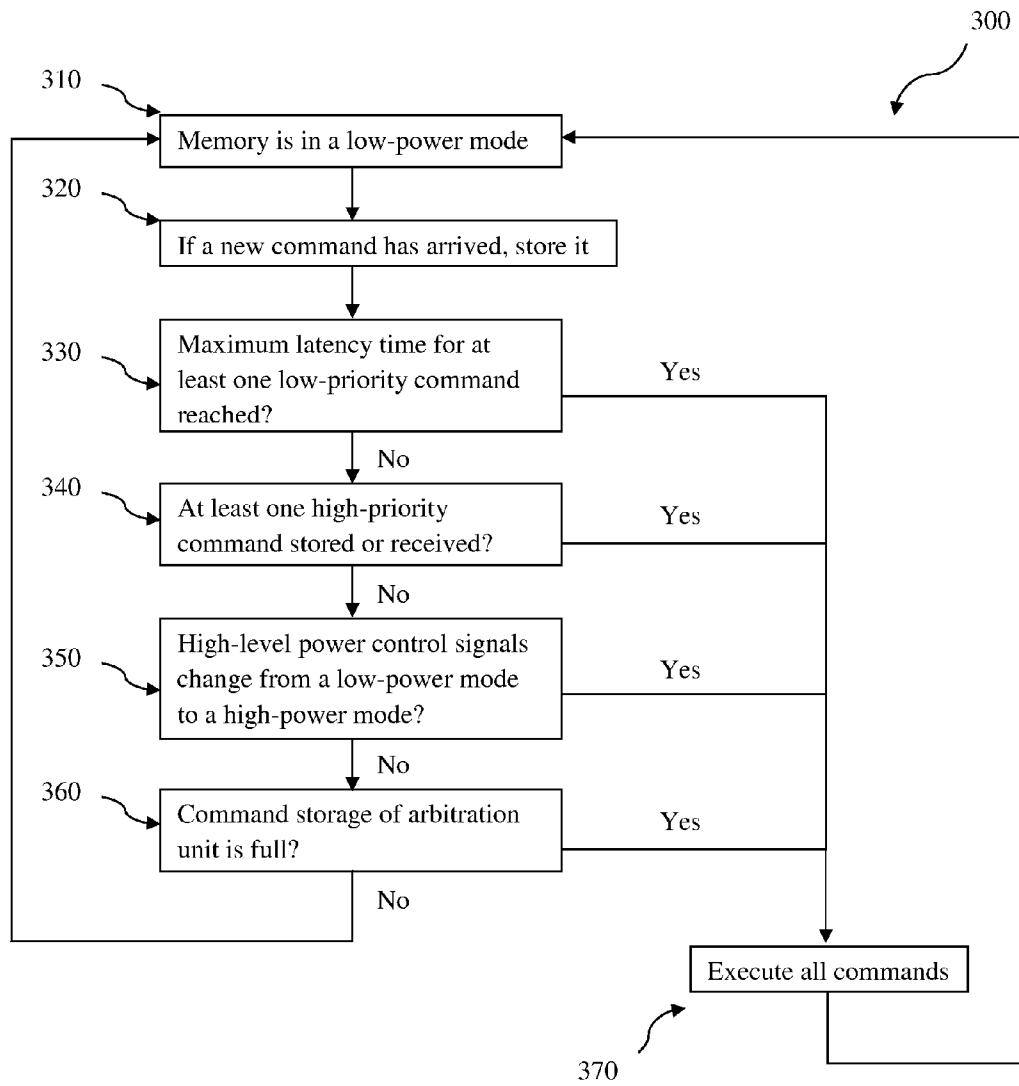 300
310
Memory is in a low-power mode
320
If a new command has arrived, store it
330
Maximum latency time for at
least one low-priority command
reached?
Yes
No
340
At least one high-priority
command stored or received?
Yes
No
350
High-level power control signals
change from a low-power mode
to a high-power mode?
Yes
No
360
Command storage of arbitration
unit is full?
Yes
No
Execute all commands
370